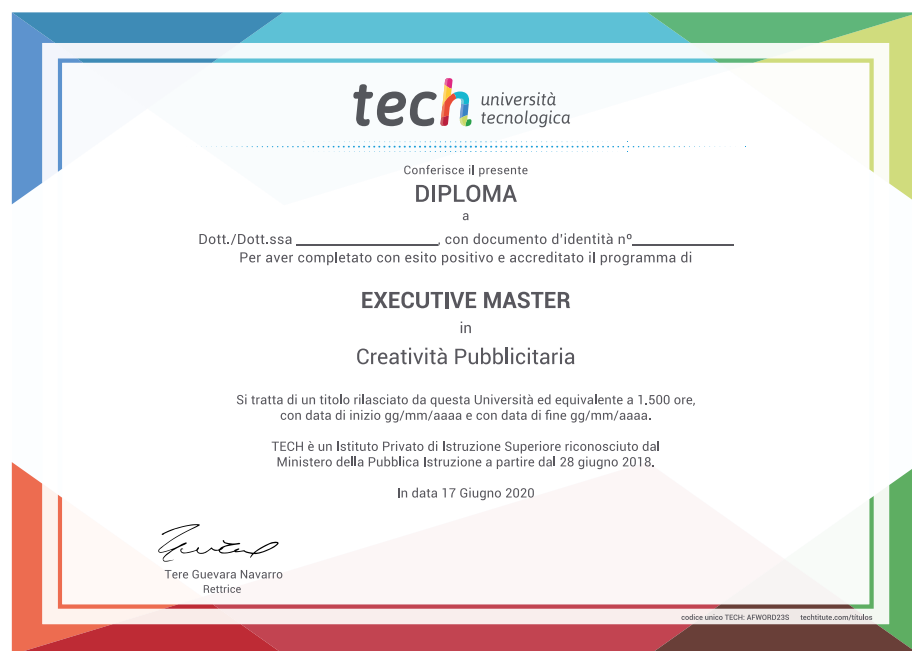 tech università
tecnologica
Conferisce il presente
DIPLOMA
a
Dott./Dott.ssa ____________________, con documento d'identità nº______________
Per aver completato con esito positivo e accreditato il programma di
EXECUTIVE MASTER
in
Creatività Pubblicitaria
Si tratta di un titolo rilasciato da questa Università ed equivalente a 1.500 ore,
con data di inizio gg/mm/aaaa e con data di fine gg/mm/aaaa.
TECH è un Istituto Privato di Istruzione Superiore riconosciuto dal
Ministero della Pubblica Istruzione a partire dal 28 giugno 2018.
In data 17 Giugno 2020
Tere Guevara Navarro
Rettrice
codice unico TECH: AFWORD23S techtitute.com/titulos